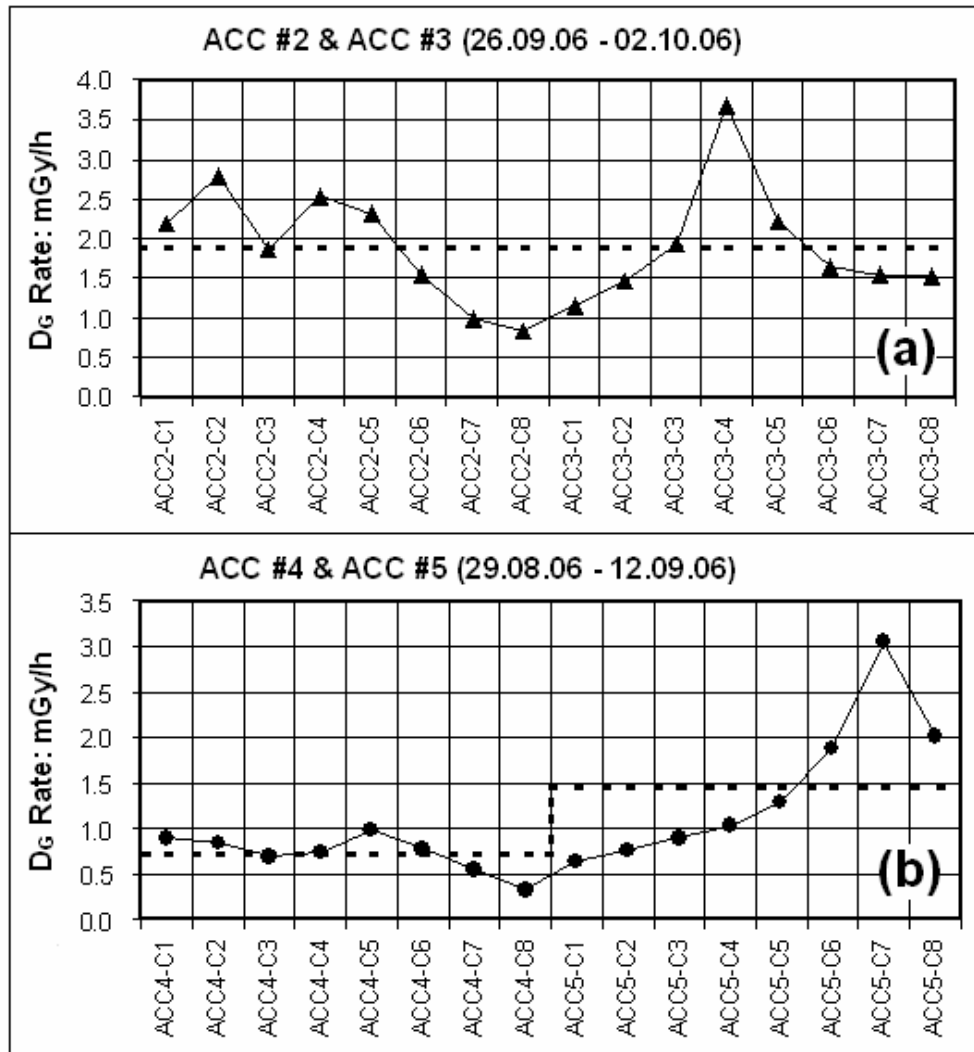 ACC #2 & ACC #3 (26.09.06 - 02.10.06)
DG Rate: mGy/h
4.0
3.5
3.0
2.5
2.0
1.5
1.0
0.5
0.0
(a)
ACC2-C1
ACC2-C2
ACC2-C3
ACC2-C4
ACC2-C5
ACC2-C6
ACC2-C7
ACC2-C8
ACC3-C1
ACC3-C2
ACC3-C3
ACC3-C4
ACC3-C5
ACC3-C6
ACC3-C7
ACC3-C8
ACC #4 & ACC #5 (29.08.06 - 12.09.06)
DG Rate: mGy/h
3.5
3.0
2.5
2.0
1.5
1.0
0.5
0.0
(b)
ACC4-C1
ACC4-C2
ACC4-C3
ACC4-C4
ACC4-C5
ACC4-C6
ACC4-C7
ACC4-C8
ACC5-C1
ACC5-C2
ACC5-C3
ACC5-C4
ACC5-C5
ACC5-C6
ACC5-C7
ACC5-C8